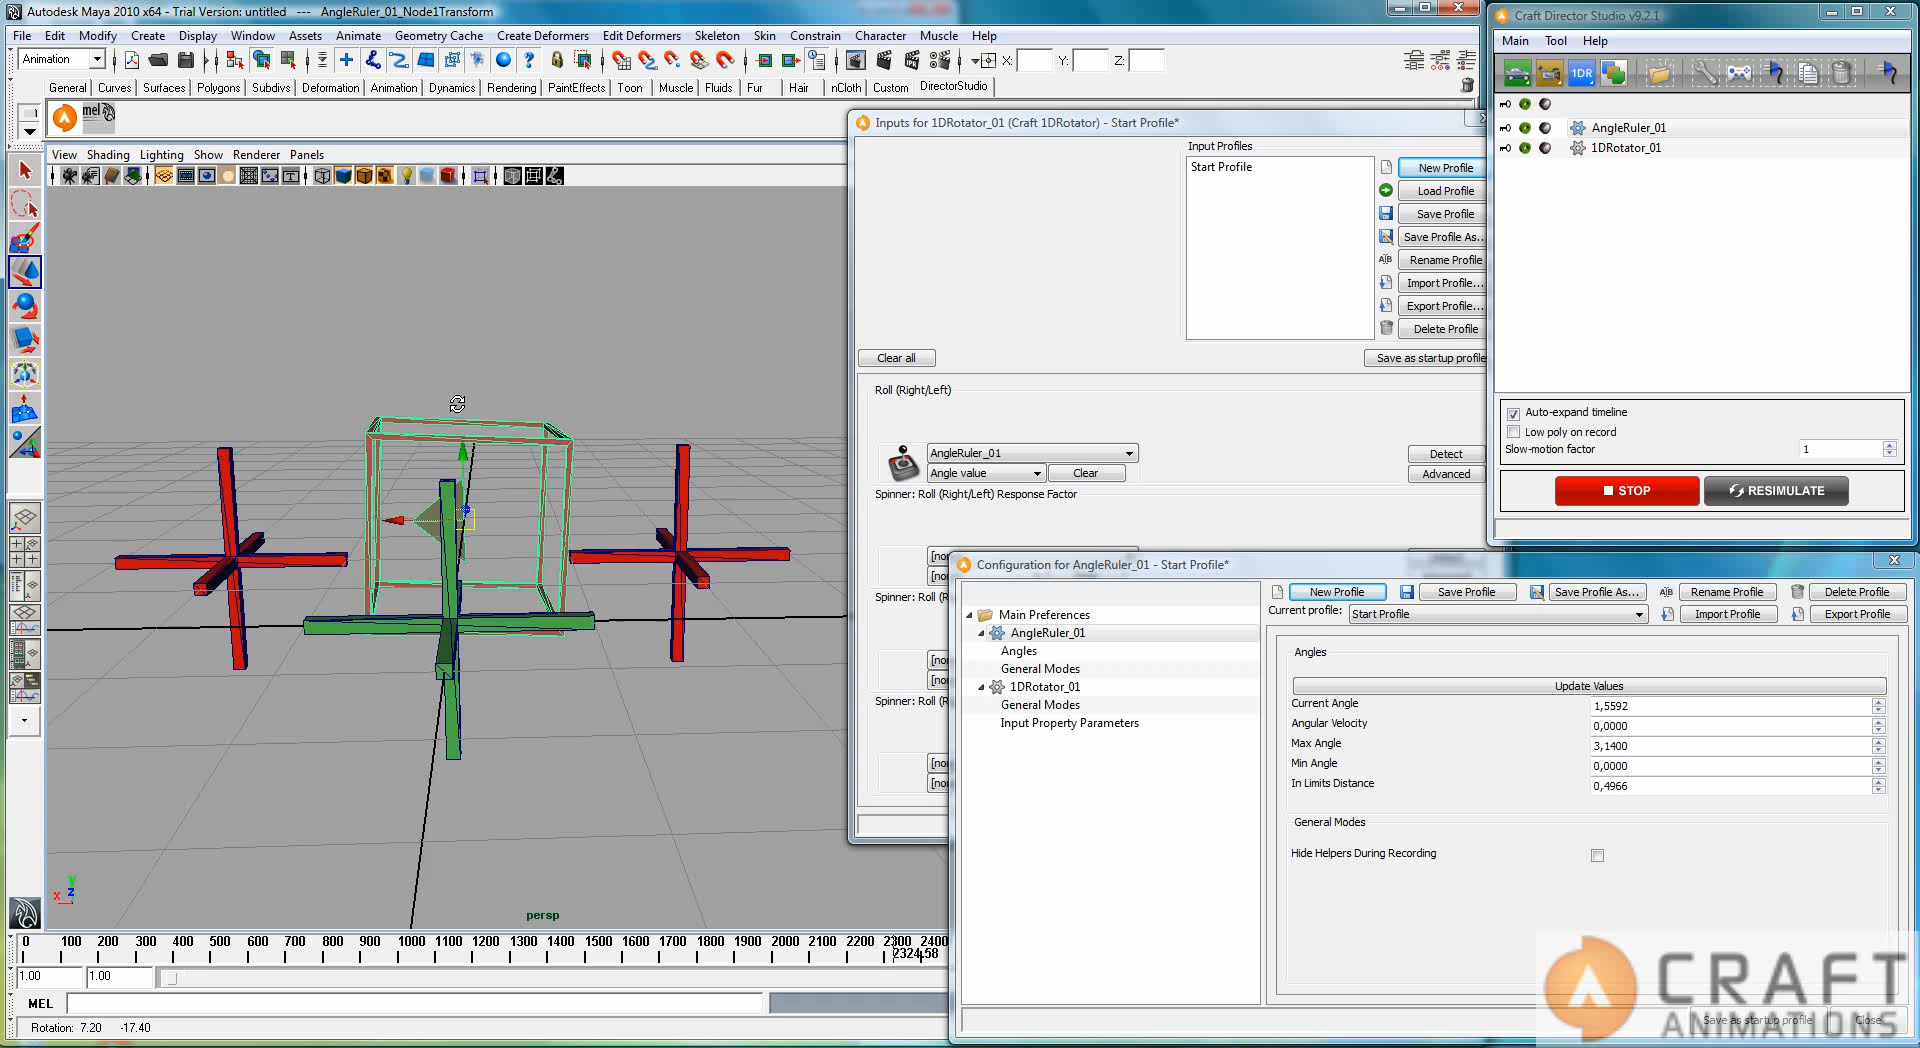 Autodesk Maya 2010 x64 - Trial Version: untitled --- AngleRuler_01_Node1Transform
File Edit Modify Create Display Window Assets Animate Geometry Cache Create Deformers Edit Deformers Skeleton Skin Constrain Character Muscle Help
Animation
X: Y: Z:
General Curves Surfaces Polygons Subdivs Deformation Animation Dynamics Rendering PaintEffects Toon Muscle Fluids Fur Hair nCloth Custom DirectorStudio
mel
View Shading Lighting Show Renderer Panels
persp
0 100 200 300 400 500 600 700 800 900 1000 1100 1200 1300 1400 1500 1600 1700 1800 1900 2000 2100 2200 2300 2400
2324.58
1.00 1.00
MEL
Rotation: 7.20 -17.40
y
z
x
Inputs for 1DRotator_01 (Craft 1DRotator) - Start Profile*
Input Profiles
Start Profile
New Profile
Load Profile
Save Profile
Save Profile As..
Rename Profile
Import Profile...
Export Profile...
Delete Profile
Clear all
Save as startup profile
Roll (Right/Left)
AngleRuler_01
Detect
Angle value Clear
Advanced
Spinner: Roll (Right/Left) Response Factor
[no
[no
Spinner: Roll (R
[no
[no
Spinner: Roll (R
[no
[no
Craft Director Studio v9.2.1
Main Tool Help
1DR
AngleRuler_01
1DRotator_01
Auto-expand timeline
Low poly on record
Slow-motion factor 1
STOP RESIMULATE
Configuration for AngleRuler_01 - Start Profile*
Main Preferences
AngleRuler_01
Angles
General Modes
1DRotator_01
General Modes
Input Property Parameters
New Profile Save Profile Save Profile As... Rename Profile Delete Profile
Current profile: Start Profile Import Profile Export Profile
Angles
Update Values
Current Angle 1,5592
Angular Velocity 0,0000
Max Angle 3,1400
Min Angle 0,0000
In Limits Distance 0,4966
General Modes
Hide Helpers During Recording
Save as startup profile Close
CRAFT
ANIMATIONS